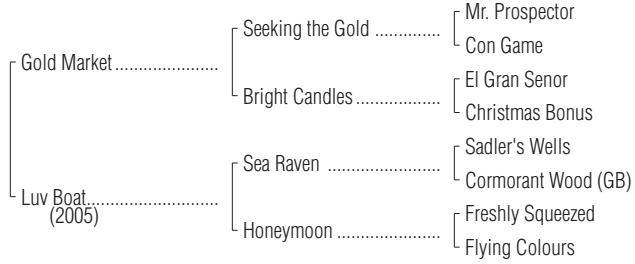 Mr. Prospector
Seeking the Gold ..............
Con Game
Gold Market.....................
El Gran Senor
Bright Candles ..................
Christmas Bonus
Sadler's Wells
Sea Raven .......................
Cormorant Wood (GB)
Luv Boat...........................
(2005)
Freshly Squeezed
Honeymoon .....................
Flying Colours